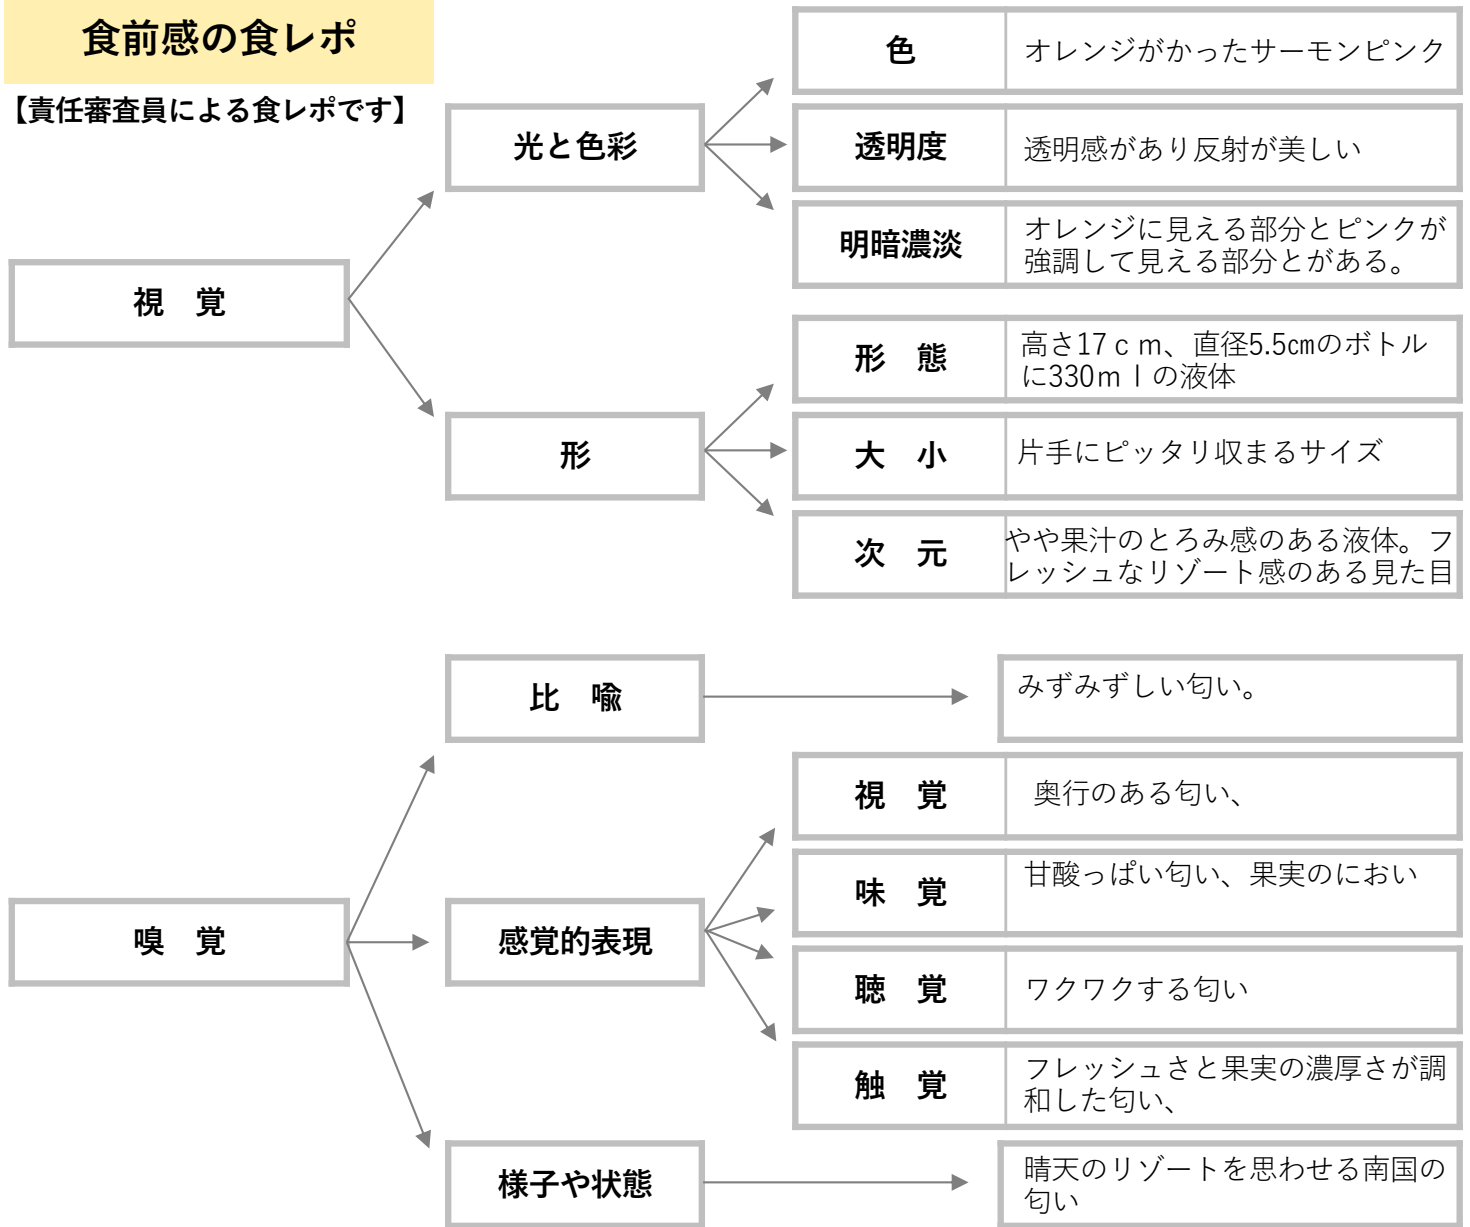 食前感の食レポ
【責任審査員による食レポです】
視 覚
光と色彩
色
オレンジがかったサーモンピンク
透明度
透明感があり反射が美しい
明暗濃淡
オレンジに見える部分とピンクが
強調して見える部分とがある。
形
形 態
高さ17ｃｍ、直径5.5㎝のボトル
に330ｍｌの液体
大 小
片手にピッタリ収まるサイズ
次 元
やや果汁のとろみ感のある液体。フ
レッシュなリゾート感のある見た目
嗅 覚
比 喩
みずみずしい匂い。
感覚的表現
視 覚
奥行のある匂い、
味 覚
甘酸っぱい匂い、果実のにおい
聴 覚
ワクワクする匂い
触 覚
フレッシュさと果実の濃厚さが調
和した匂い、
様子や状態
晴天のリゾートを思わせる南国の
匂い